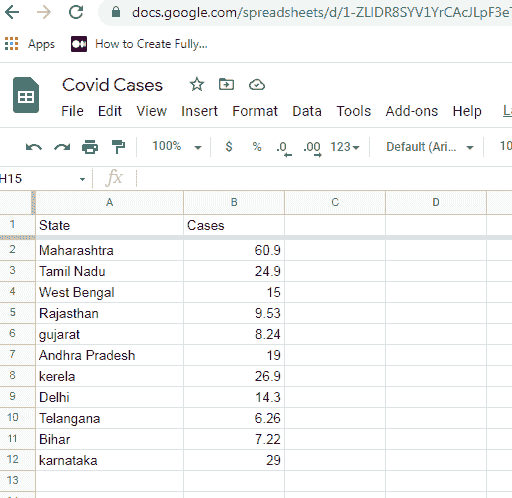 docs.google.com/spreadsheets/d/1-ZLIDR8SYV1YrCAcJLpF3e
Apps How to Create Fully...
Covid Cases
File Edit View Insert Format Data Tools Add-ons Help
100% $ % .0 .00 123 Default (Ari... 10
H15 fx
A B C D
1 State Cases
2 Maharashtra 60.9
3 Tamil Nadu 24.9
4 West Bengal 15
5 Rajasthan 9.53
6 gujarat 8.24
7 Andhra Pradesh 19
8 kerela 26.9
9 Delhi 14.3
10 Telangana 6.26
11 Bihar 7.22
12 karnataka 29
13